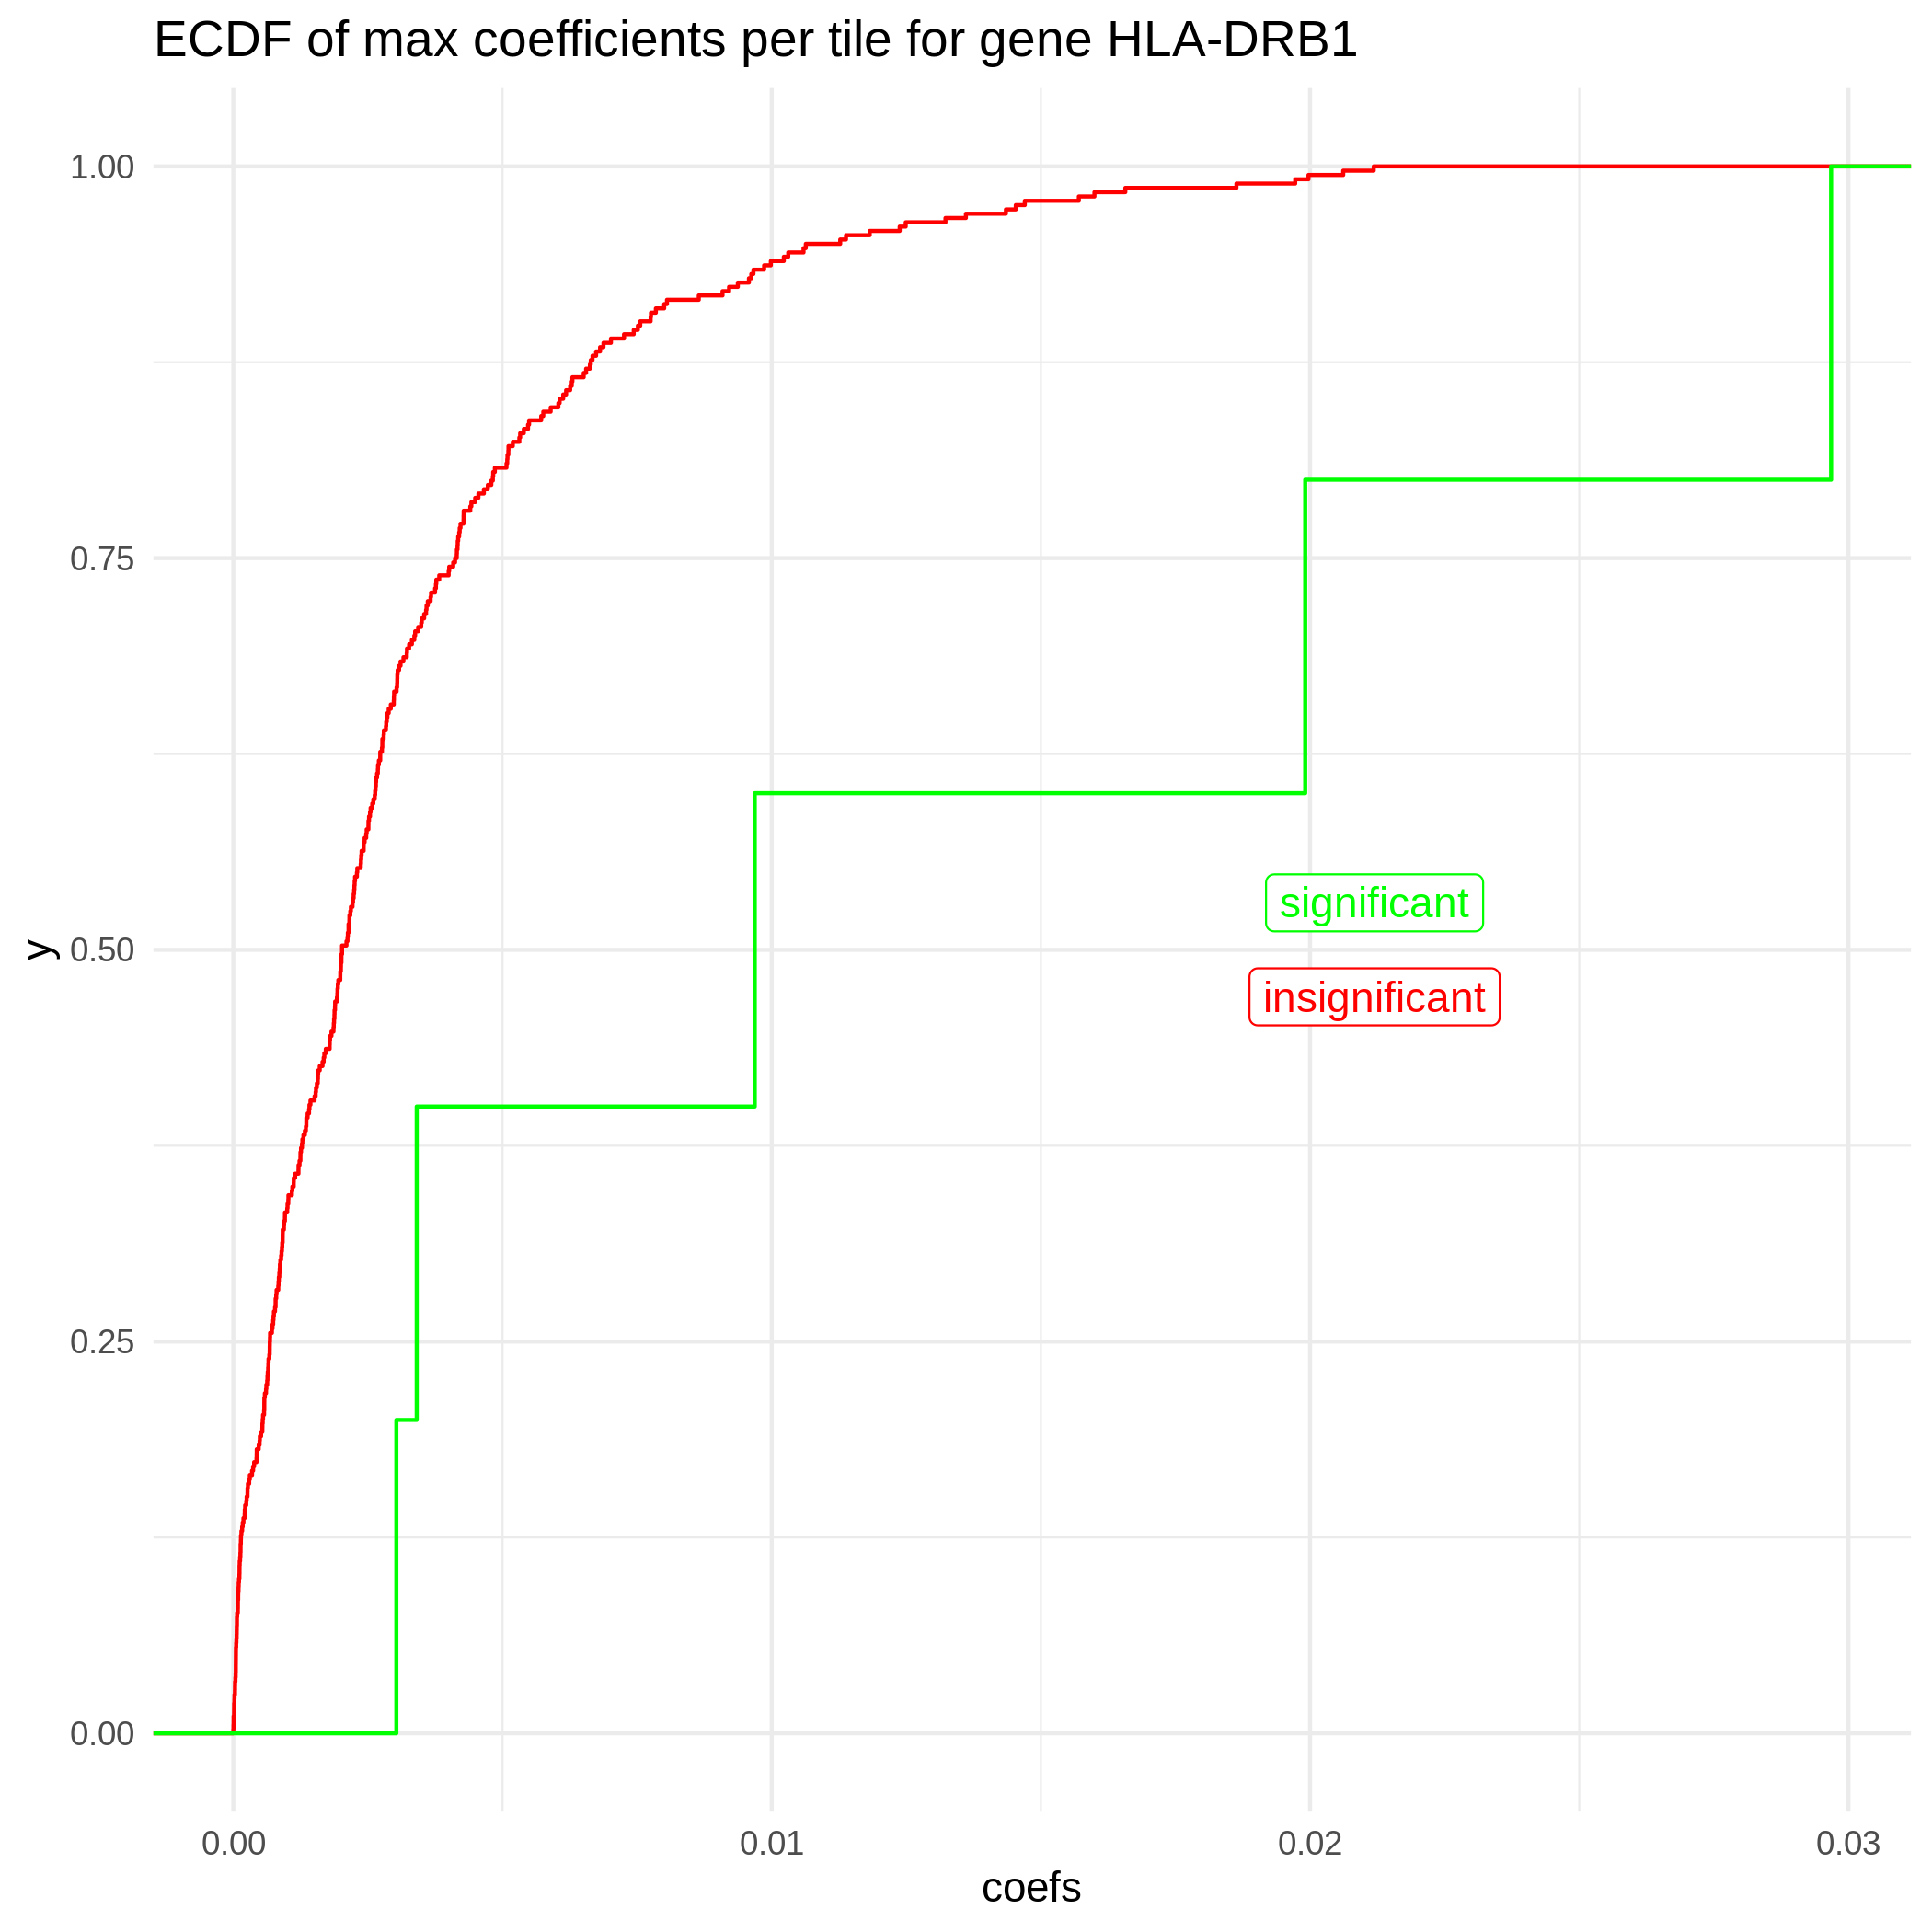 ECDF of max coefficients per tile for gene HLA-DRB1
1.00
0.75
0.50
0.25
0.00
y
significant
insignificant
0.00 0.01 0.02 0.03
coefs